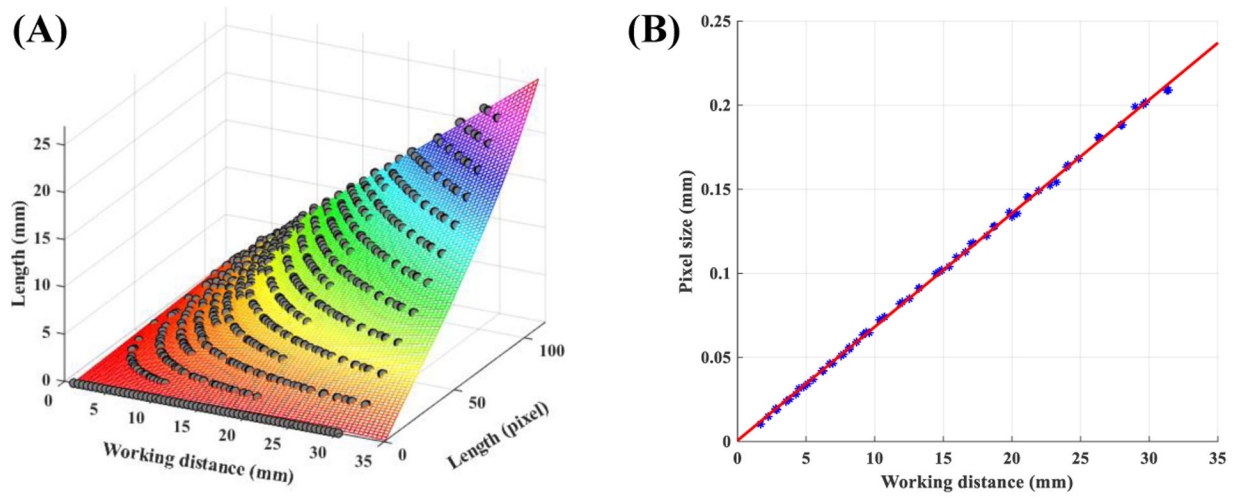 (A)
25
20
15
10
5
0
Length (mm)
0
5
10
15
20
25
30
35
Working distance (mm)
0
50
100
Length (pixel)
(B)
0.25
0.2
0.15
0.1
0.05
0
Pixel size (mm)
0 5 10 15 20 25 30 35
Working distance (mm)